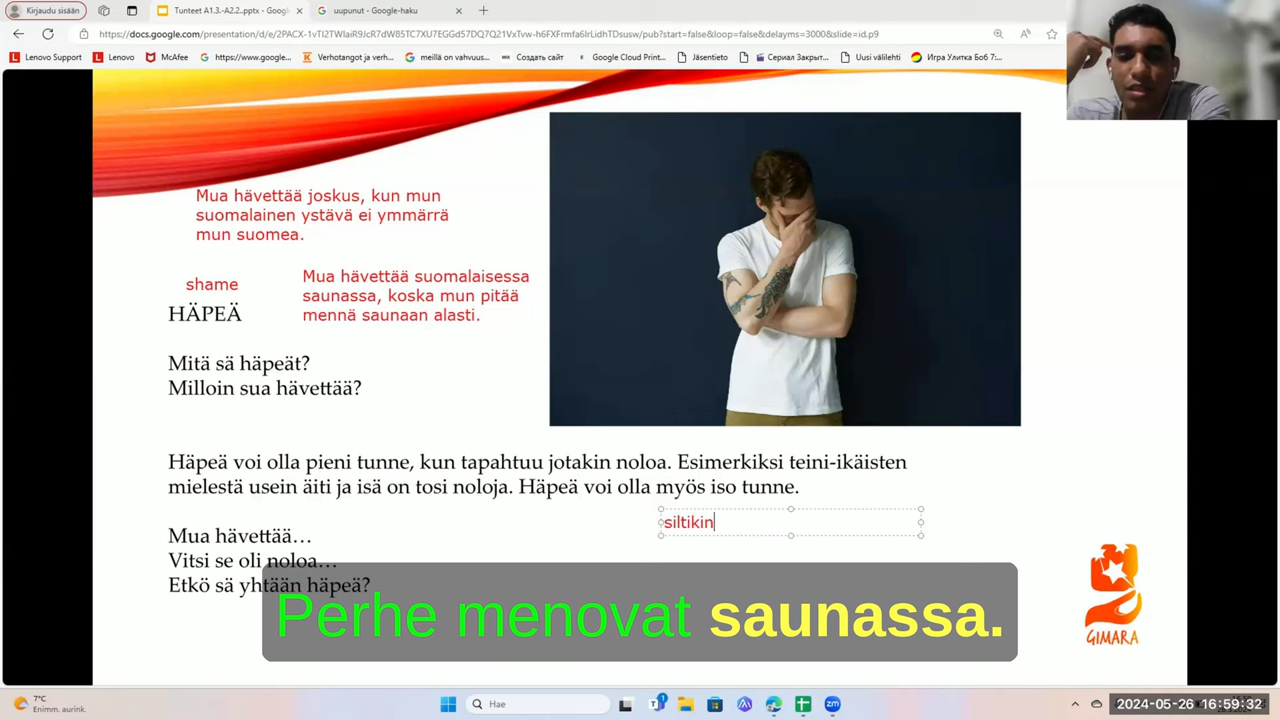 Kirjaudu sisään
Tunteet A1.3.-A2.2..pptx - Googl
uupunut - Google-haku
https://docs.google.com/presentation/d/e/2PACX-1vTI2TWlaiR9JcR7dW85TC7XU7EGGd57DQ7Q21VxTvw-h6FXFrmfa6lrLidhTDsusw/pub?start=false&loop=false&delayms=3000&slide=id.p9
Lenovo Support
Lenovo
McAfee
https://www.google...
Verhotangot ja verh...
meillä on vahvuus...
Создать сайт
Google Cloud Print...
Jäsentieto
Сериал Закрыт...
Uusi välilehti
Игра Улитка Боб 7:...
Mua hävettää joskus, kun mun
suomalainen ystävä ei ymmärrä
mun suomea.
shame
Mua hävettää suomalaisessa
saunassa, koska mun pitää
mennä saunaan alasti.
HÄPEÄ
Mitä sä häpeät?
Milloin sua hävettää?
Häpeä voi olla pieni tunne, kun tapahtuu jotakin noloa. Esimerkiksi teini-ikäisten
mielestä usein äiti ja isä on tosi noloja. Häpeä voi olla myös iso tunne.
siltikin
Mua hävettää…
Vitsi se oli noloa…
Etkö sä yhtään häpeä?
Perhe menovat saunassa.
GIMARA
7°C
Enimm. aurink.
Hae
2024-05-26 16:59:32